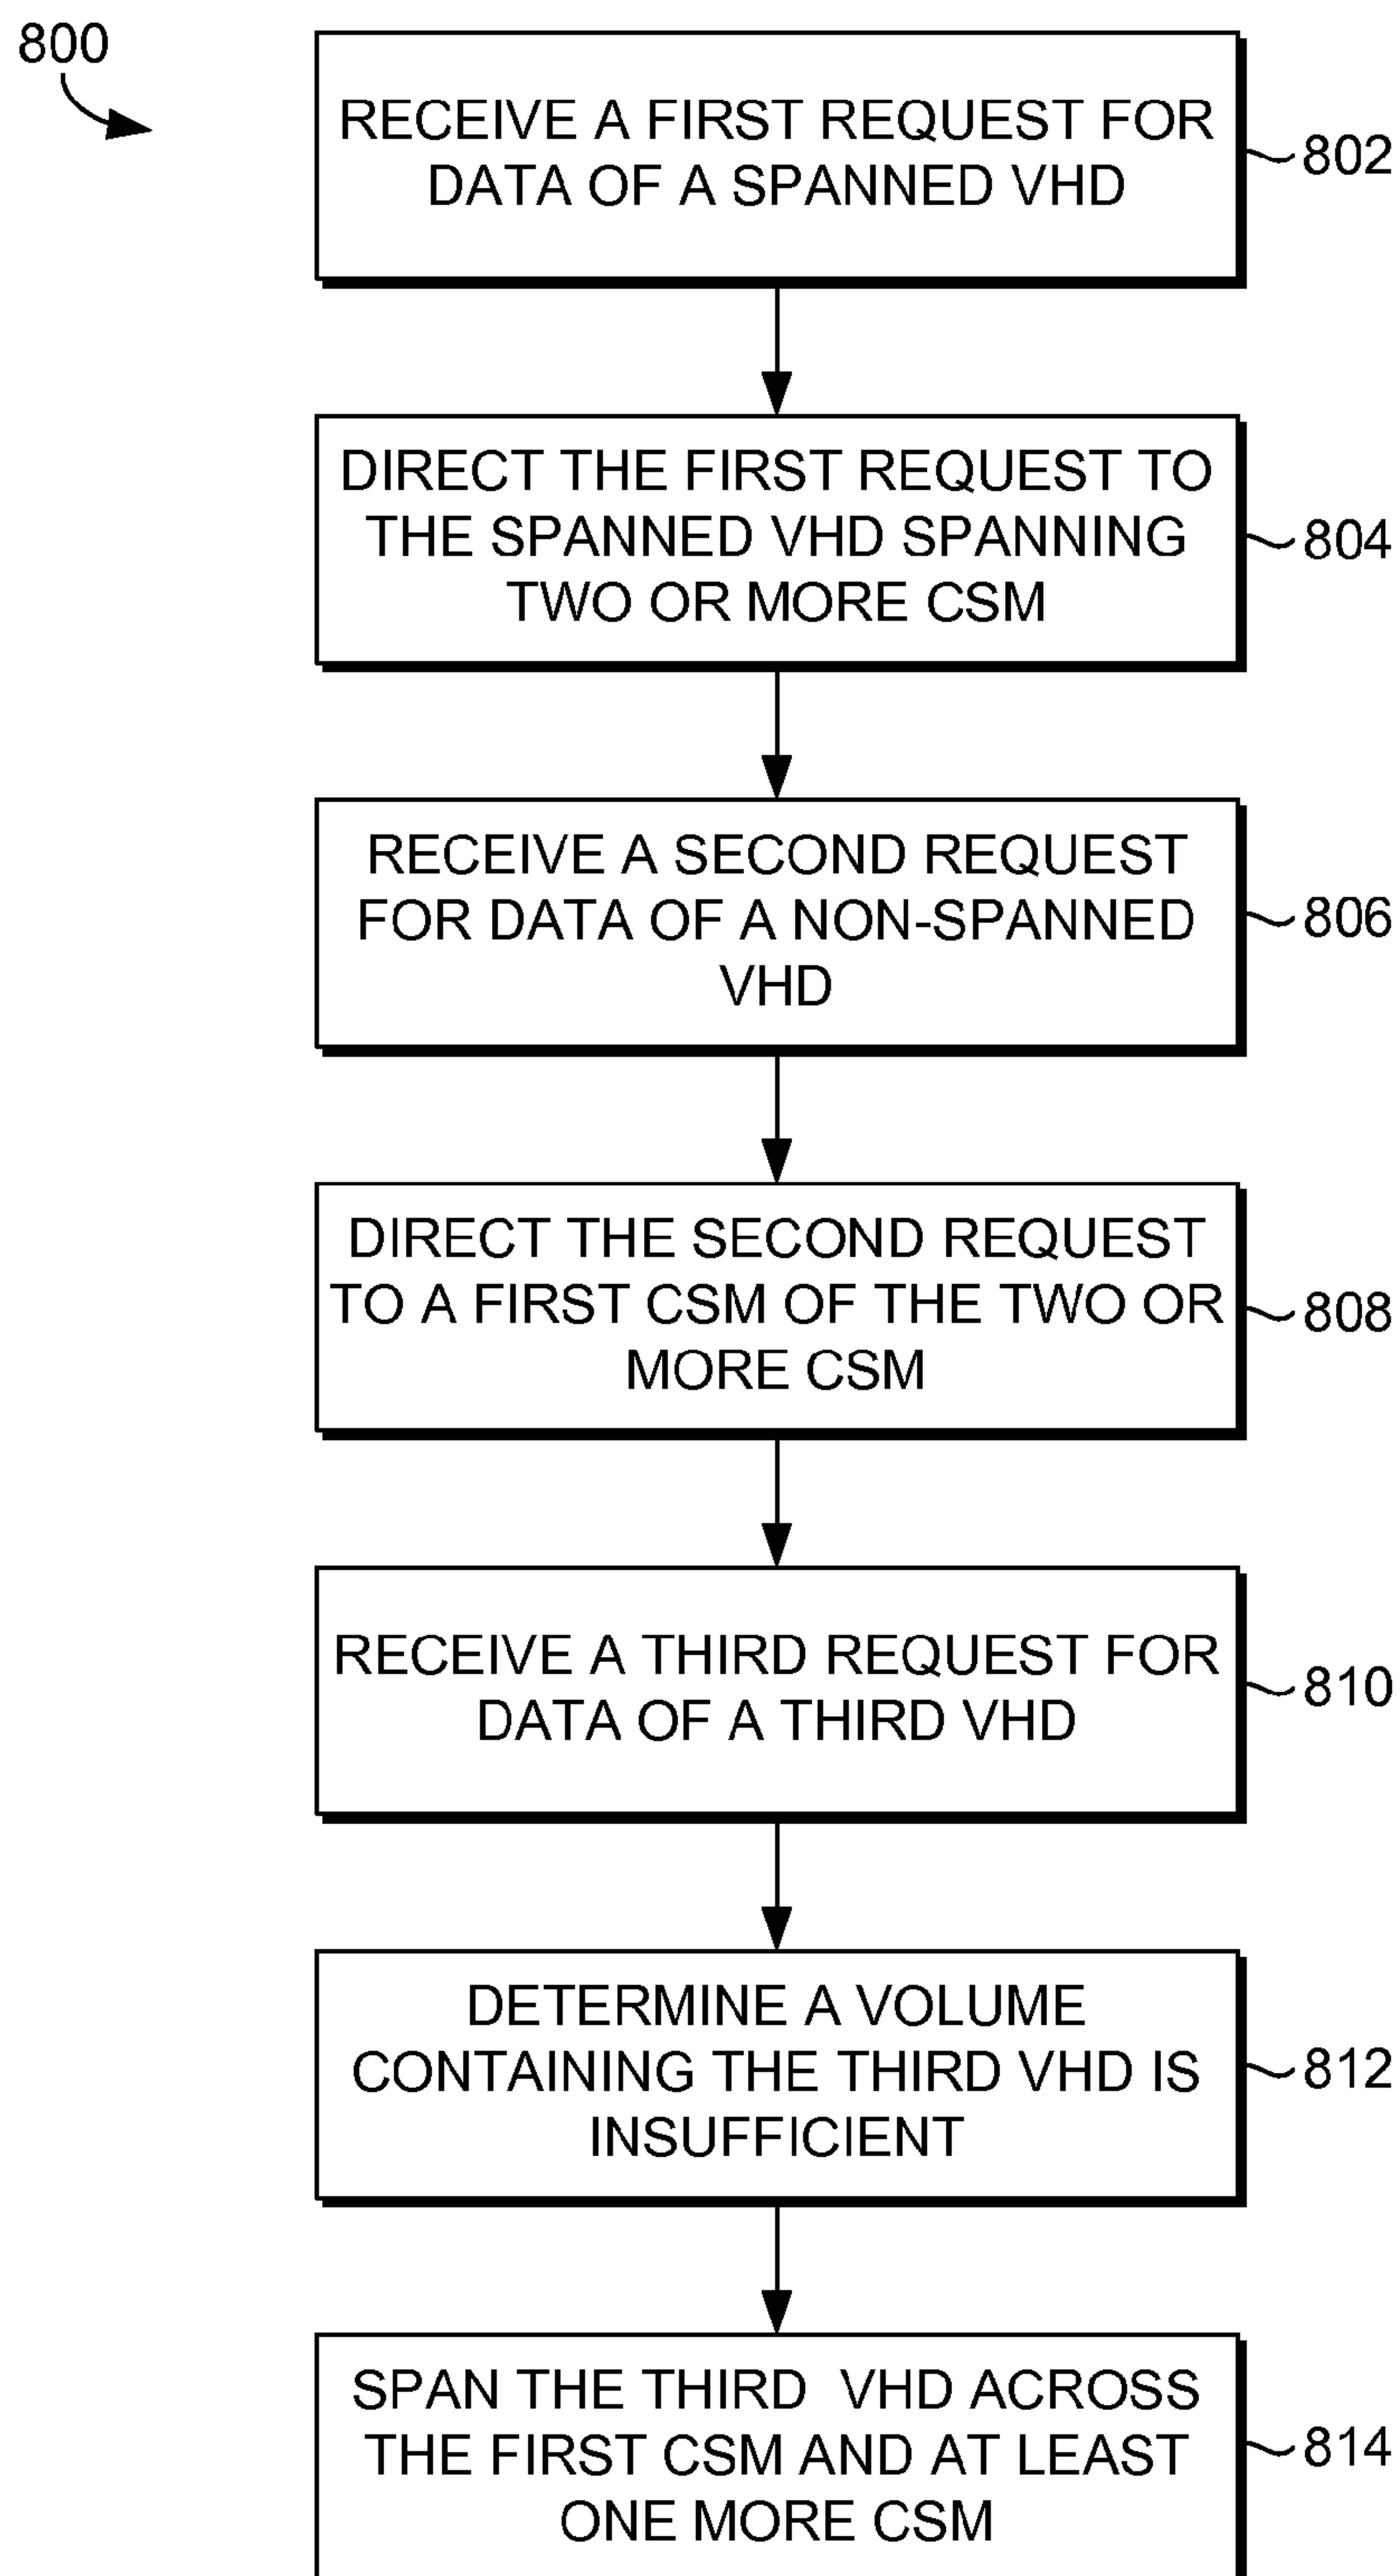 800
RECEIVE A FIRST REQUEST FOR
DATA OF A SPANNED VHD
802
DIRECT THE FIRST REQUEST TO
THE SPANNED VHD SPANNING
TWO OR MORE CSM
804
RECEIVE A SECOND REQUEST
FOR DATA OF A NON-SPANNED
VHD
806
DIRECT THE SECOND REQUEST
TO A FIRST CSM OF THE TWO OR
MORE CSM
808
RECEIVE A THIRD REQUEST FOR
DATA OF A THIRD VHD
810
DETERMINE A VOLUME
CONTAINING THE THIRD VHD IS
INSUFFICIENT
812
SPAN THE THIRD VHD ACROSS
THE FIRST CSM AND AT LEAST
ONE MORE CSM
814